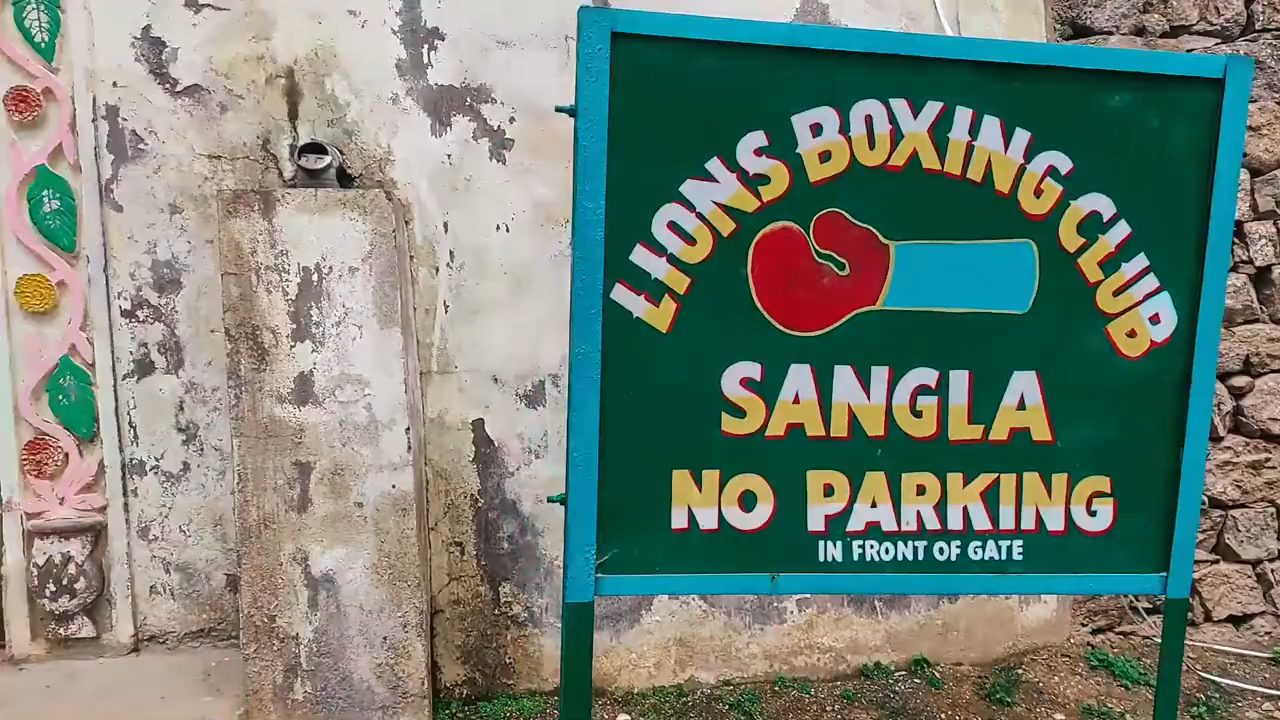 LIONS BOXING CLUB
SANGLA
NO PARKING
IN FRONT OF GATE